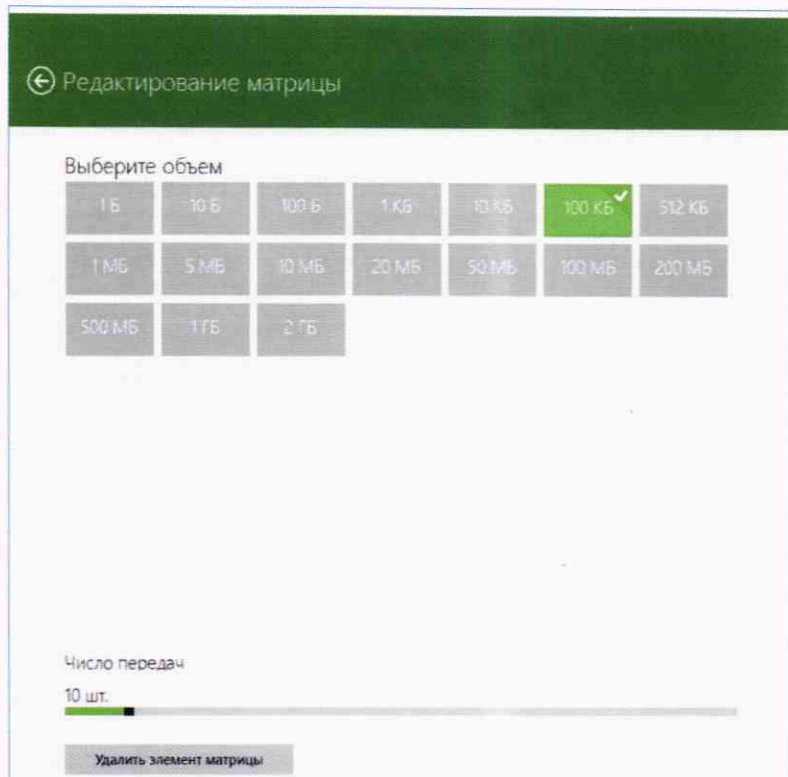 Редактирование матрицы
Выберите объем
1 Б 10 Б 100 Б 1 КБ 10 КБ 100 КБ 512 КБ
1 МБ 5 МБ 10 МБ 20 МБ 50 МБ 100 МБ 200 МБ
500 МБ 1 ГБ 2 ГБ
Число передач
10 шт.
Удалить элемент матрицы